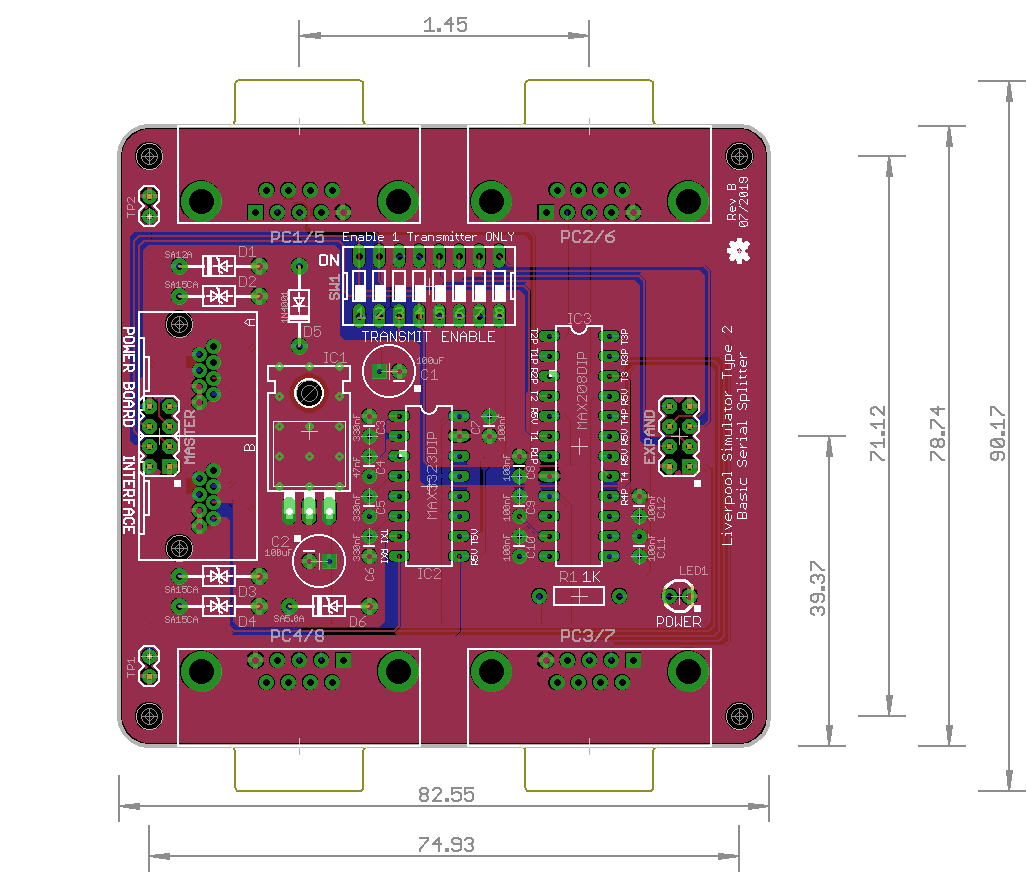 1.45
Rev B
07/2019
TP2
PC1/5
Enable 1 Transmitter ONLY
PC2/6
SA12A
D1
ON
SA15CA
D2
SW1
1N4001
D5
1 2 3 4 5 6 7 8
TRANSMIT ENABLE
A
IC1
100uF
C1
IC3
MAX208DIP
T2P T1P R2P T2 R5V T1 R1P
T3P R3P T3 R5V T4P R5V R5V T4 R4P
POWER BOARD
INTERFACE
MASTER
B
330nF
C3
47nF
C4
330nF
C5
330nF
C6
MAX3323DIP
C7
100nF
C8
100nF
C9
100nF
C10
100nF
EXPAND
C12
100nF
C11
100nF
Liverpool Simulator Type 2
Basic Serial Splitter
C2
100uF
TX1
RX1
T5V
R5V
IC2
SA15CA
D3
SA15CA
D4
SA5.0A
D6
R1 1K
LED1
POWER
TP1
PC4/8
PC3/7
71.12
78.74
90.17
39.37
82.55
74.93